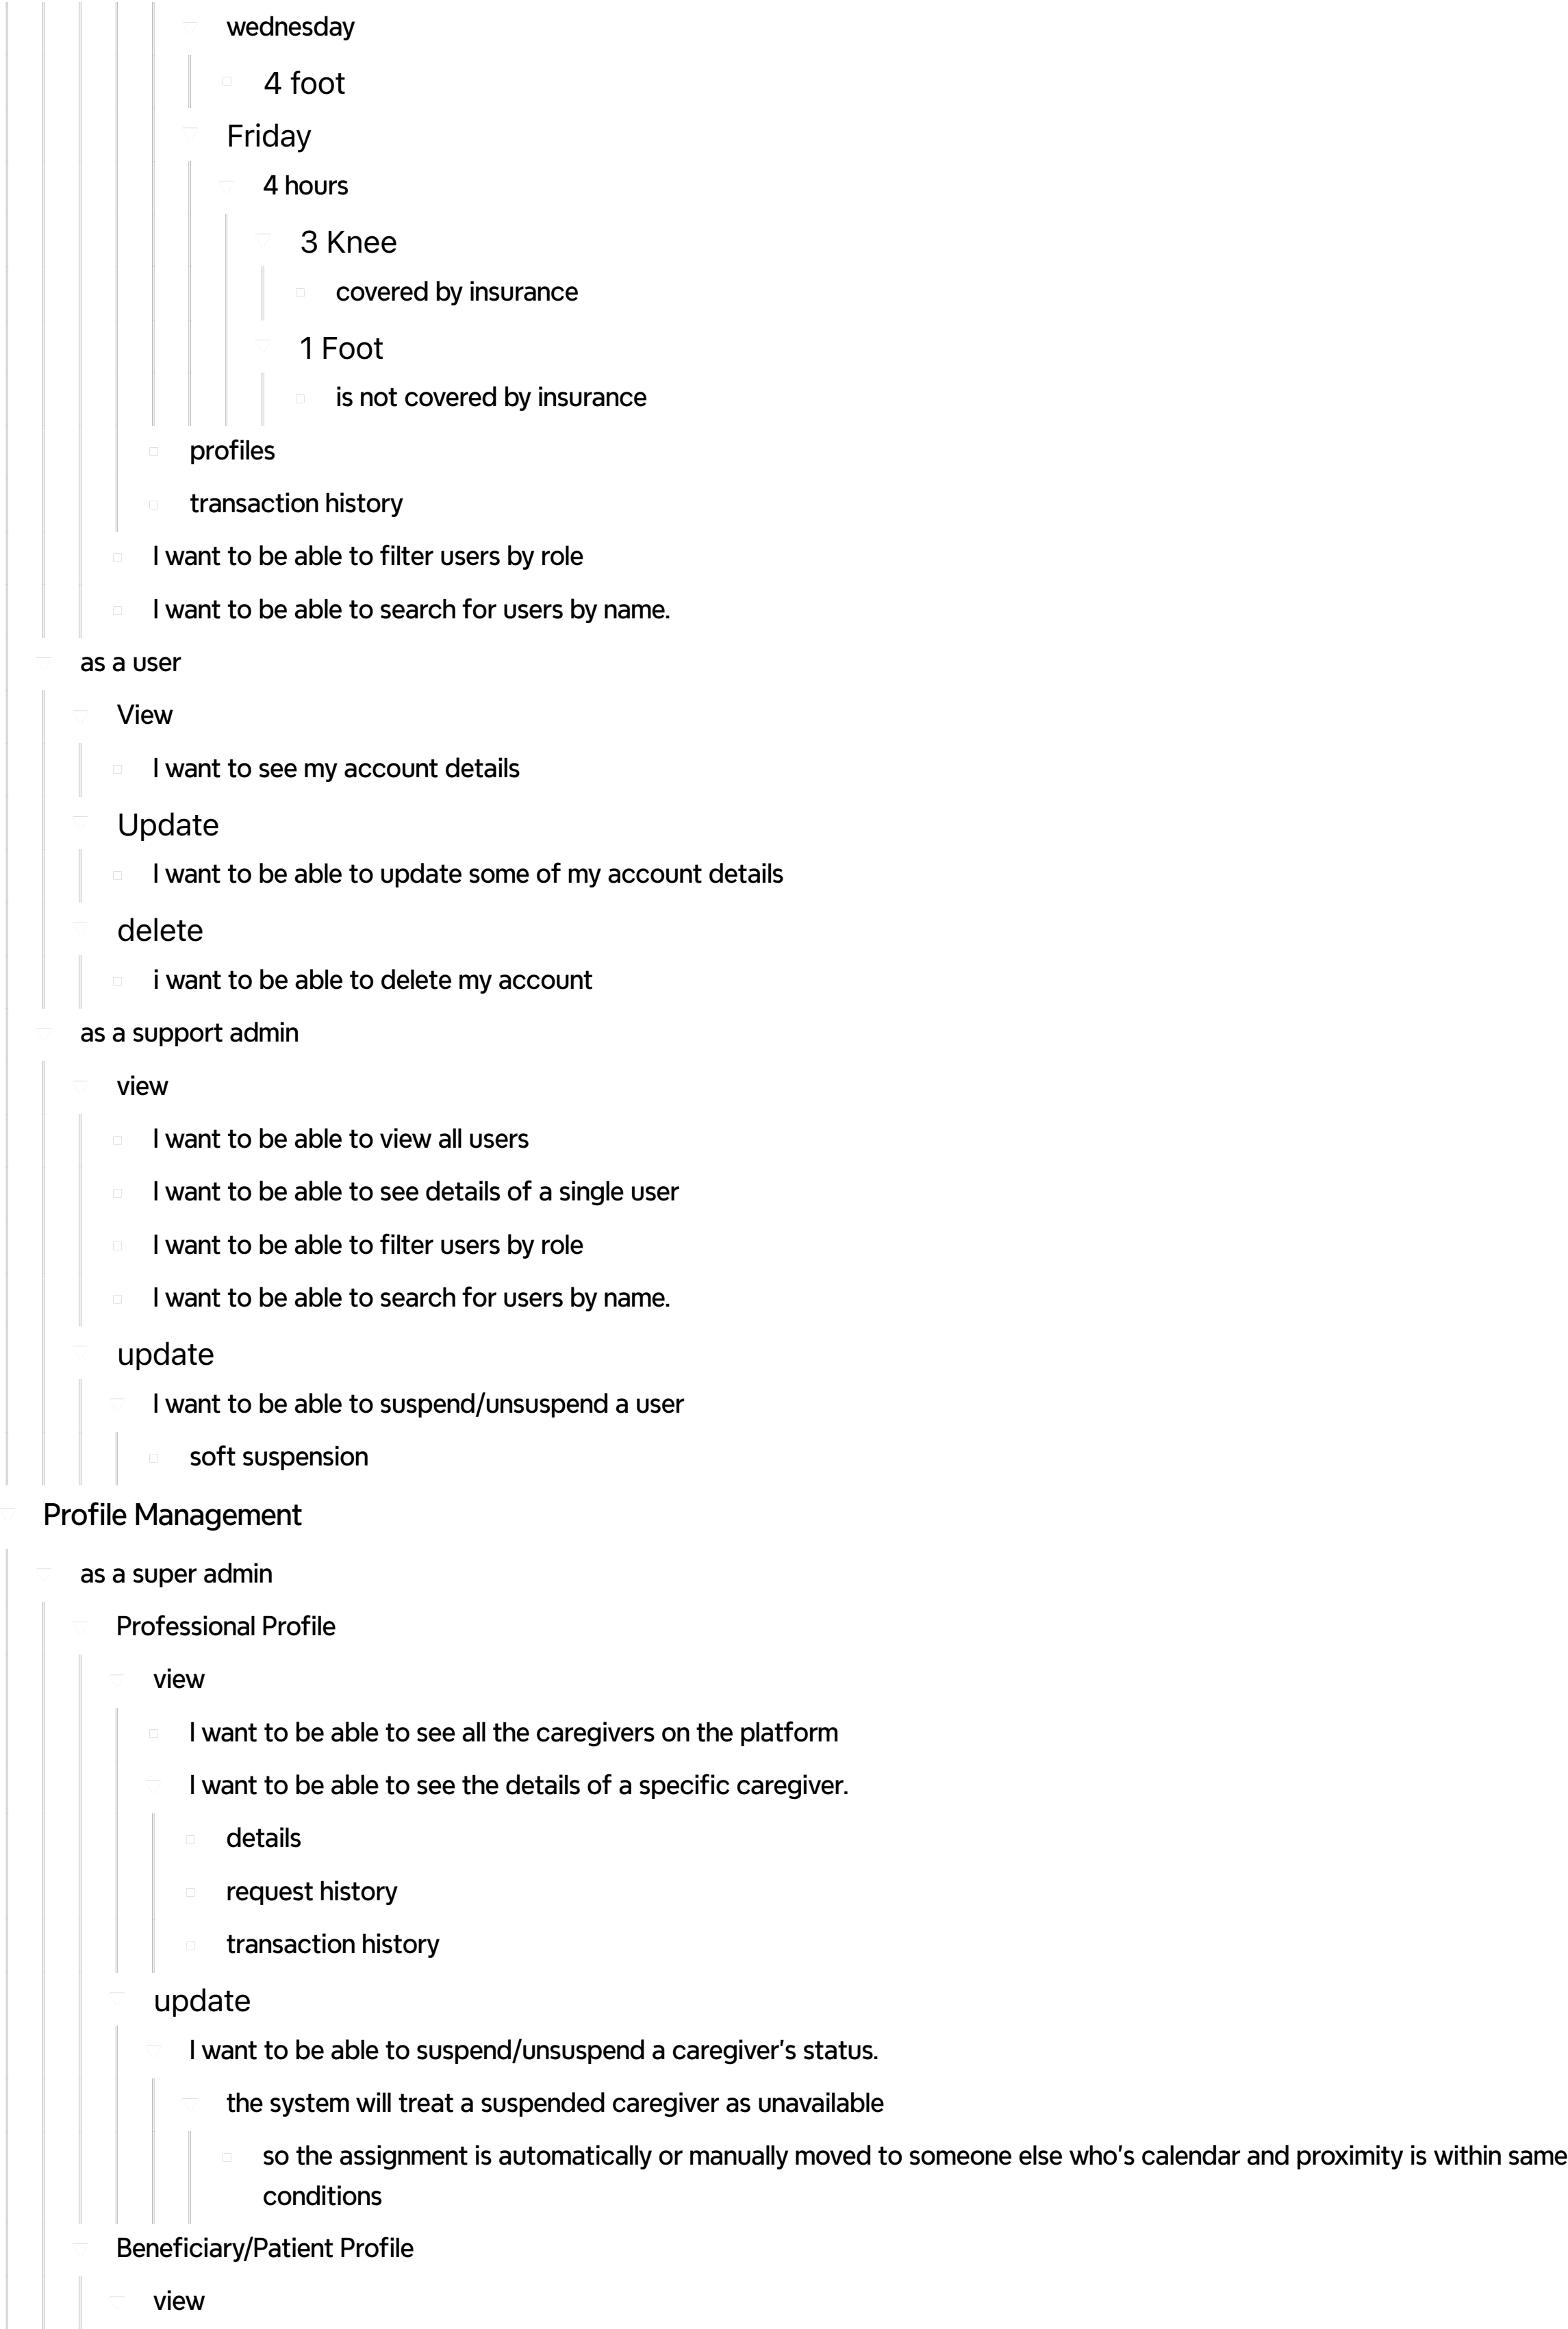 wednesday
4 foot
Friday
4 hours
3 Knee
covered by insurance
1 Foot
is not covered by insurance
profiles
transaction history
I want to be able to filter users by role
I want to be able to search for users by name.
as a user
View
I want to see my account details
Update
I want to be able to update some of my account details
delete
i want to be able to delete my account
as a support admin
view
I want to be able to view all users
I want to be able to see details of a single user
I want to be able to filter users by role
I want to be able to search for users by name.
update
I want to be able to suspend/unsuspend a user
soft suspension
Profile Management
as a super admin
Professional Profile
view
I want to be able to see all the caregivers on the platform
I want to be able to see the details of a specific caregiver.
details
request history
transaction history
update
I want to be able to suspend/unsuspend a caregiver's status.
the system will treat a suspended caregiver as unavailable
so the assignment is automatically or manually moved to someone else who's calendar and proximity is within same
conditions
Beneficiary/Patient Profile
view